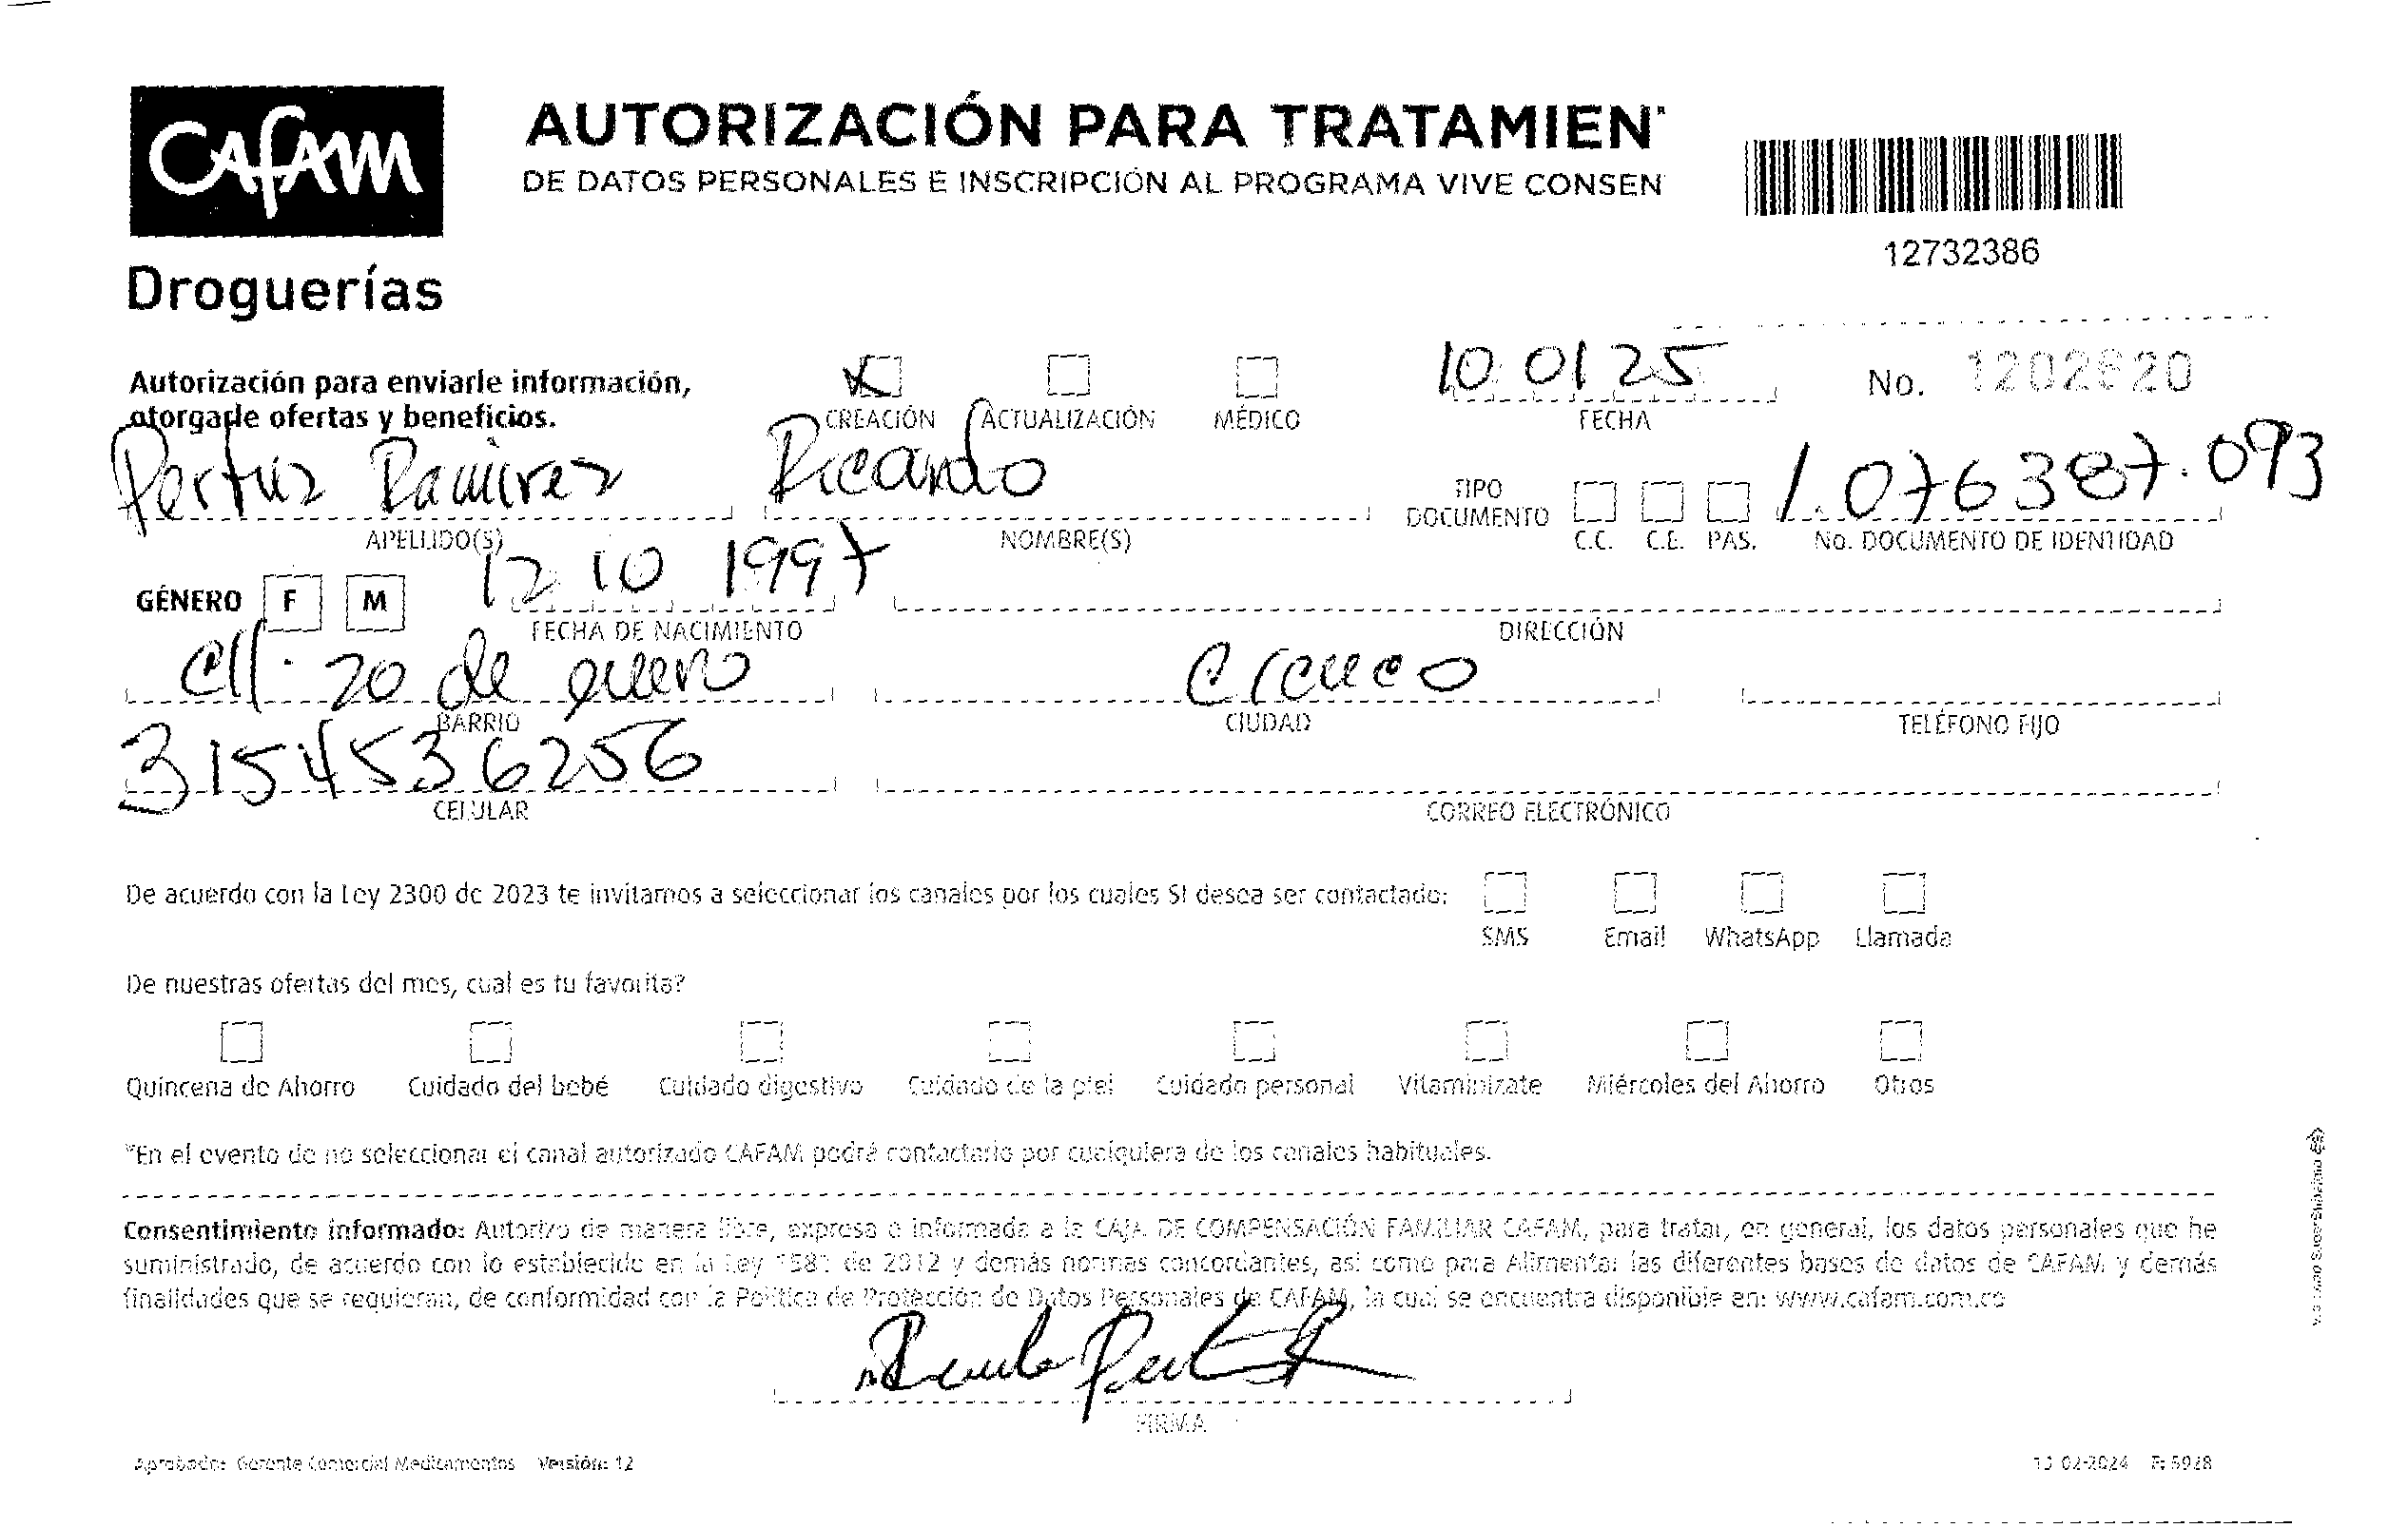 CAFAM
Droguerías
AUTORIZACIÓN PARA TRATAMIEN
DE DATOS PERSONALES E INSCRIPCIÓN AL PROGRAMA VIVE CONSEN
12732386
Autorización para enviarle información,
otorgarle ofertas y beneficios.
CREACIÓN ACTUALIZACIÓN MÉDICO
10 01 25
FECHA
No. 1202820
Pertuz Ramirez Ricardo
APELLIDO(S) NOMBRE(S)
TIPO
DOCUMENTO
C.C. C.E. PAS.
1.076387.093
No. DOCUMENTO DE IDENTIDAD
GÉNERO F M
12 10 1997
FECHA DE NACIMIENTO
DIRECCIÓN
cll. 20 de enero
BARRIO
Cicuco
CIUDAD
TELÉFONO FIJO
3154536256
CELULAR
CORREO ELECTRÓNICO
De acuerdo con la Ley 2300 de 2023 te invitamos a seleccionar los canales por los cuales SI desea ser contactado:
SMS Email WhatsApp Llamada
De nuestras ofertas del mes, cual es tu favorita?
Quincena de Ahorro Cuidado del bebé Cuidado digestivo Cuidado de la piel Cuidado personal Vitaminízate Miércoles del Ahorro Otros
*En el evento de no seleccionar el canal autorizado CAFAM podrá contactarlo por cualquiera de los canales habituales.
Consentimiento informado: Autorizo de manera libre, expresa e informada a la CAJA DE COMPENSACIÓN FAMILIAR CAFAM, para tratar, en general, los datos personales que he
suministrado, de acuerdo con lo establecido en la Ley 1581 de 2012 y demás normas concordantes, así como para Alimentar las diferentes bases de datos de CAFAM y demás
finalidades que se requieran, de conformidad con la Política de Protección de Datos Personales de CAFAM, la cual se encuentra disponible en: www.cafam.com.co
FIRMA
Aprobado: Gerente Comercial Medicamentos Versión: 12
02-2024 F: 5928